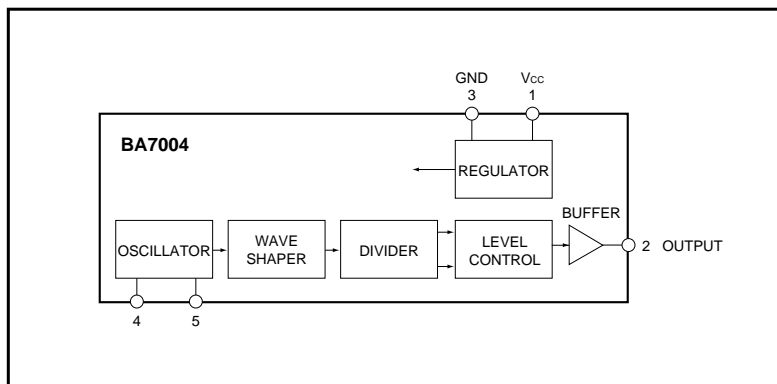 GND Vcc
3 1
BA7004
REGULATOR
BUFFER
OSCILLATOR
WAVE
SHAPER
DIVIDER
LEVEL
CONTROL
2 OUTPUT
4 5